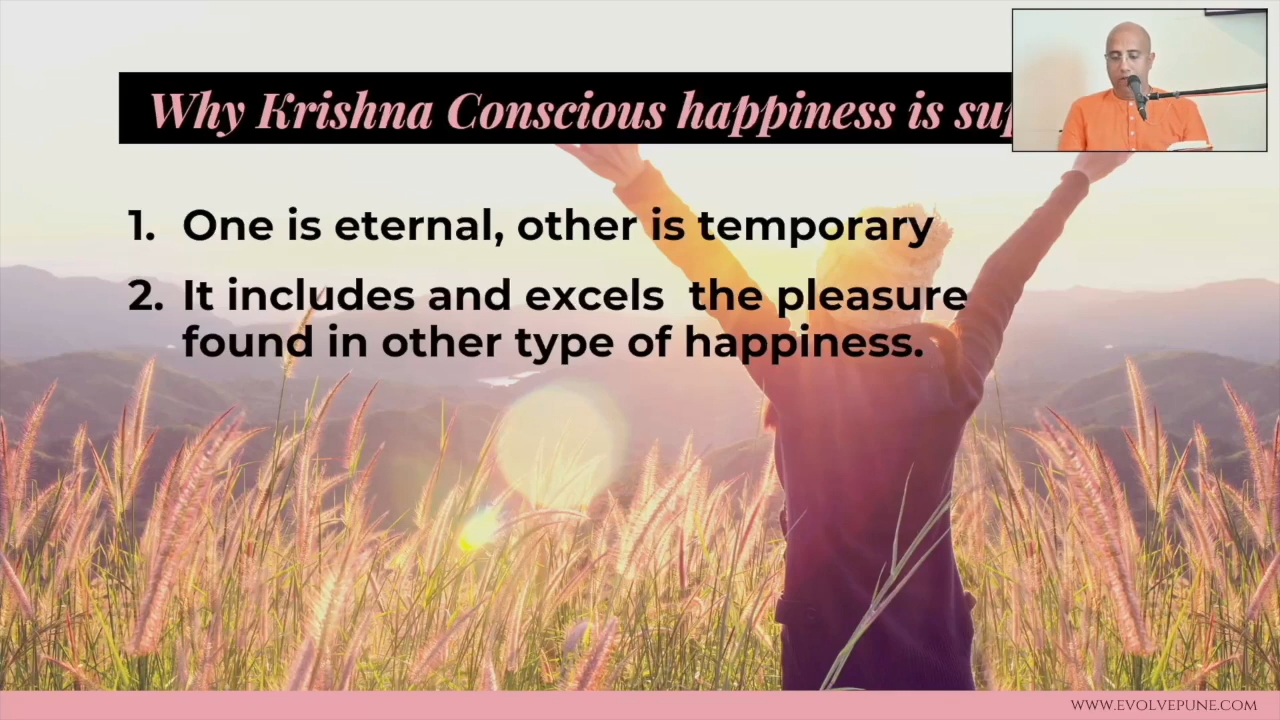 Why Krishna Conscious happiness is
1. One is eternal, other is temporary
2. It includes and excels the pleasure
found in other type of happiness.
WWW.EVOLVEPUNE.COM